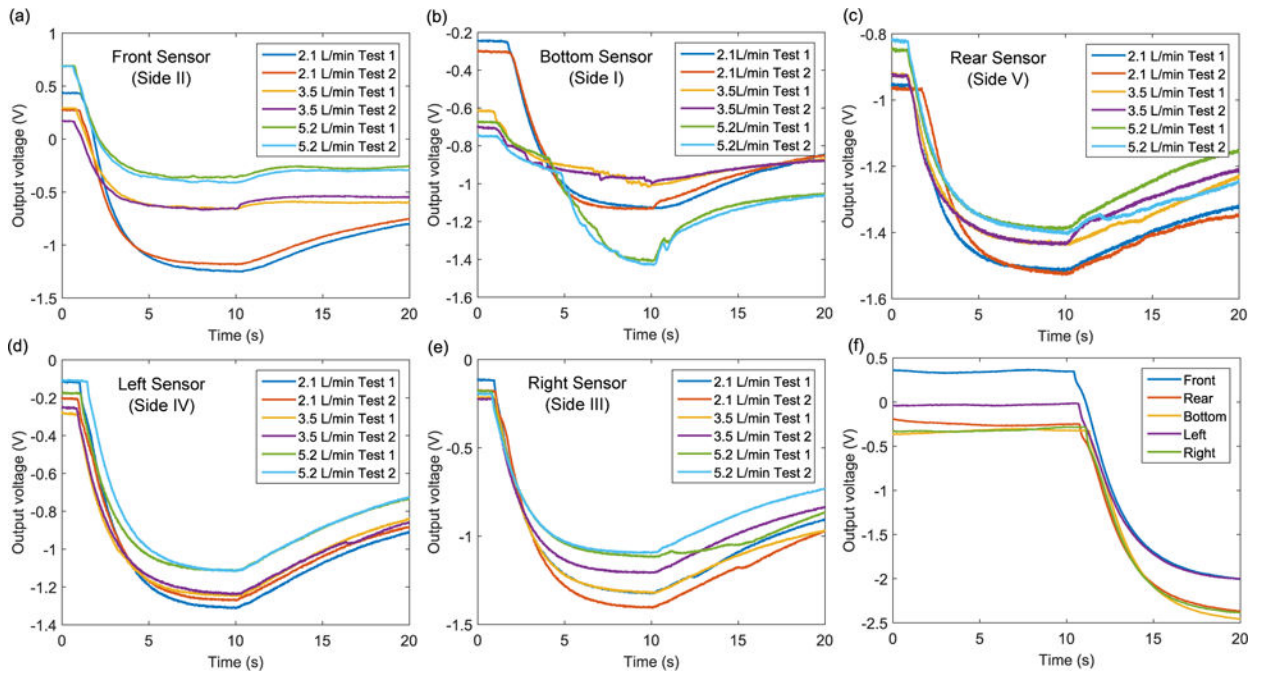 (a)
Front Sensor
(Side II)
2.1 L/min Test 1
2.1 L/min Test 2
3.5 L/min Test 1
3.5 L/min Test 2
5.2 L/min Test 1
5.2 L/min Test 2
Output voltage (V)
1
0.5
0
-0.5
-1
-1.5
0 5 10 15 20
Time (s)
(b)
Bottom Sensor
(Side I)
2.1L/min Test 1
2.1L/min Test 2
3.5L/min Test 1
3.5L/min Test 2
5.2L/min Test 1
5.2L/min Test 2
Output voltage (V)
-0.2
-0.4
-0.6
-0.8
-1.0
-1.2
-1.4
-1.6
0 5 10 15 20
Time (s)
(c)
Rear Sensor
(Side V)
2.1 L/min Test 1
2.1 L/min Test 2
3.5 L/min Test 1
3.5 L/min Test 2
5.2 L/min Test 1
5.2 L/min Test 2
Output voltage (V)
-0.8
-1
-1.2
-1.4
-1.6
0 5 10 15 20
Time (s)
(d)
Left Sensor
(Side IV)
2.1 L/min Test 1
2.1 L/min Test 2
3.5 L/min Test 1
3.5 L/min Test 2
5.2 L/min Test 1
5.2 L/min Test 2
Output voltage (V)
0
-0.2
-0.4
-0.6
-0.8
-1.0
-1.2
-1.4
0 5 10 15 20
Time (s)
(e)
Right Sensor
(Side III)
2.1 L/min Test 1
2.1 L/min Test 2
3.5 L/min Test 1
3.5 L/min Test 2
5.2 L/min Test 1
5.2 L/min Test 2
Output voltage (V)
0
-0.5
-1.0
-1.5
0 5 10 15 20
Time (s)
(f)
Front
Rear
Bottom
Left
Right
Output voltage (V)
0.5
0
-0.5
-1
-1.5
-2
-2.5
0 5 10 15 20
Time (s)